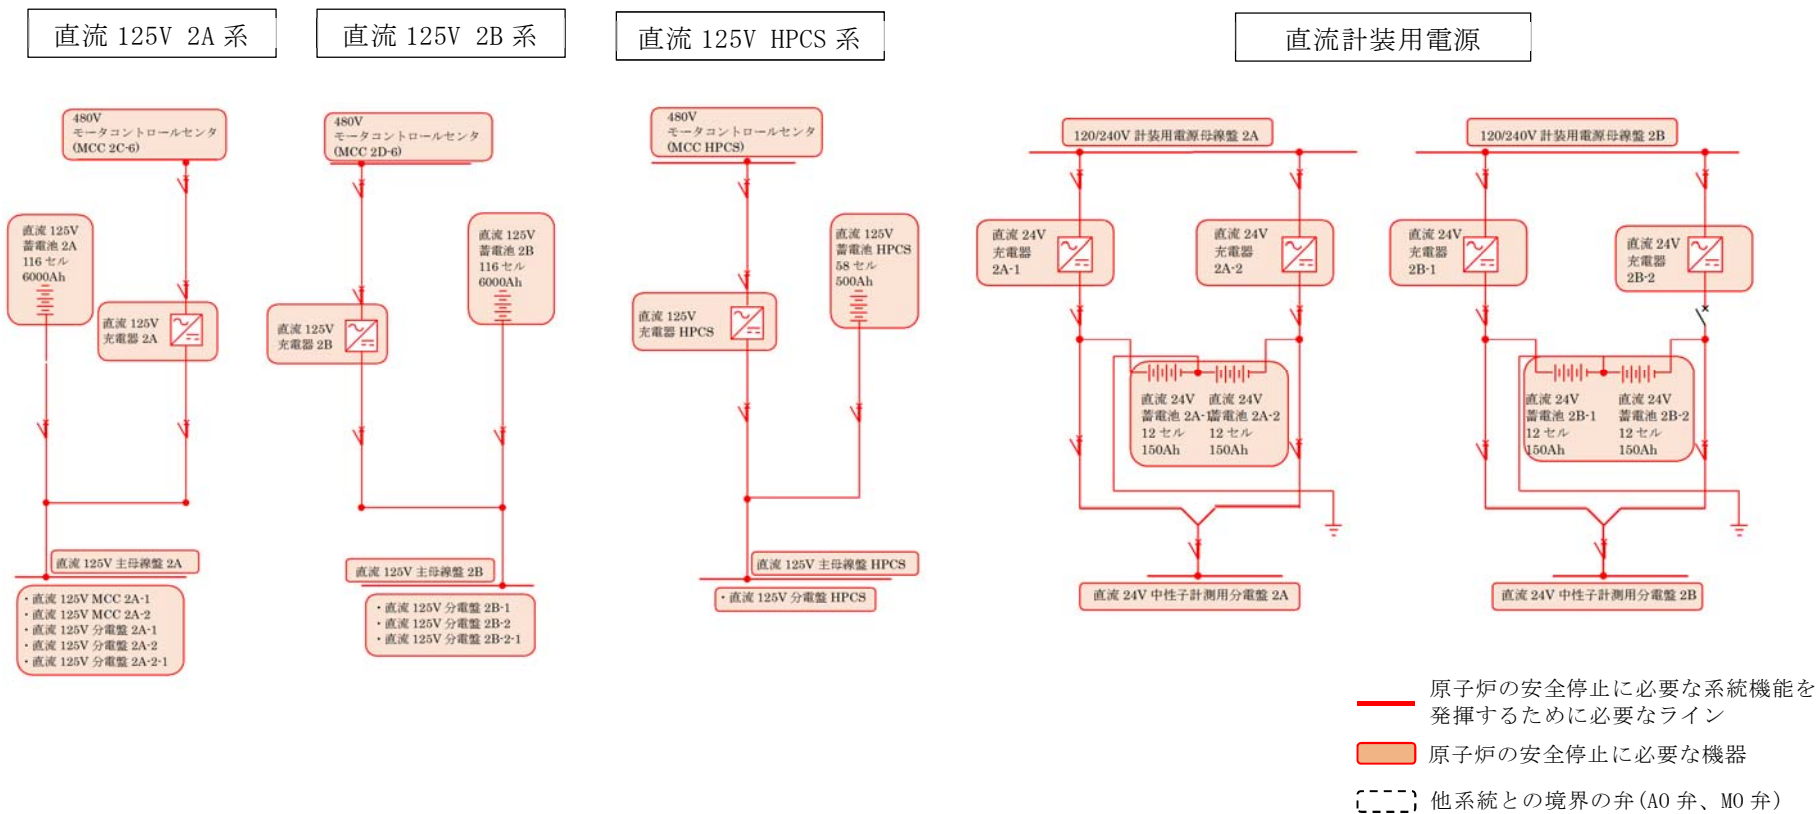 直流 125V 2A 系
直流 125V 2B 系
直流 125V HPCS 系
直流計装用電源
480V
モータコントロールセンタ
(MCC 2C-6)
直流 125V
蓄電池 2A
116 セル
6000Ah
直流 125V
充電器 2A
直流 125V 主母線盤 2A
・直流 125V MCC 2A-1
・直流 125V MCC 2A-2
・直流 125V 分電盤 2A-1
・直流 125V 分電盤 2A-2
・直流 125V 分電盤 2A-2-1
480V
モータコントロールセンタ
(MCC 2D-6)
直流 125V
蓄電池 2B
116 セル
6000Ah
直流 125V
充電器 2B
直流 125V 主母線盤 2B
・直流 125V 分電盤 2B-1
・直流 125V 分電盤 2B-2
・直流 125V 分電盤 2B-2-1
480V
モータコントロールセンタ
(MCC HPCS)
直流 125V
蓄電池 HPCS
58 セル
500Ah
直流 125V
充電器 HPCS
直流 125V 主母線盤 HPCS
・直流 125V 分電盤 HPCS
120/240V 計装用電源母線盤 2A
直流 24V
充電器
2A-1
直流 24V
充電器
2A-2
直流 24V
蓄電池 2A-1
12 セル
150Ah
直流 24V
蓄電池 2A-2
12 セル
150Ah
直流 24V 中性子計測用分電盤 2A
120/240V 計装用電源母線盤 2B
直流 24V
充電器
2B-1
直流 24V
充電器
2B-2
直流 24V
蓄電池 2B-1
12 セル
150Ah
直流 24V
蓄電池 2B-2
12 セル
150Ah
直流 24V 中性子計測用分電盤 2B
原子炉の安全停止に必要な系統機能を
発揮するために必要なライン
原子炉の安全停止に必要な機器
他系統との境界の弁(AO 弁、MO 弁)